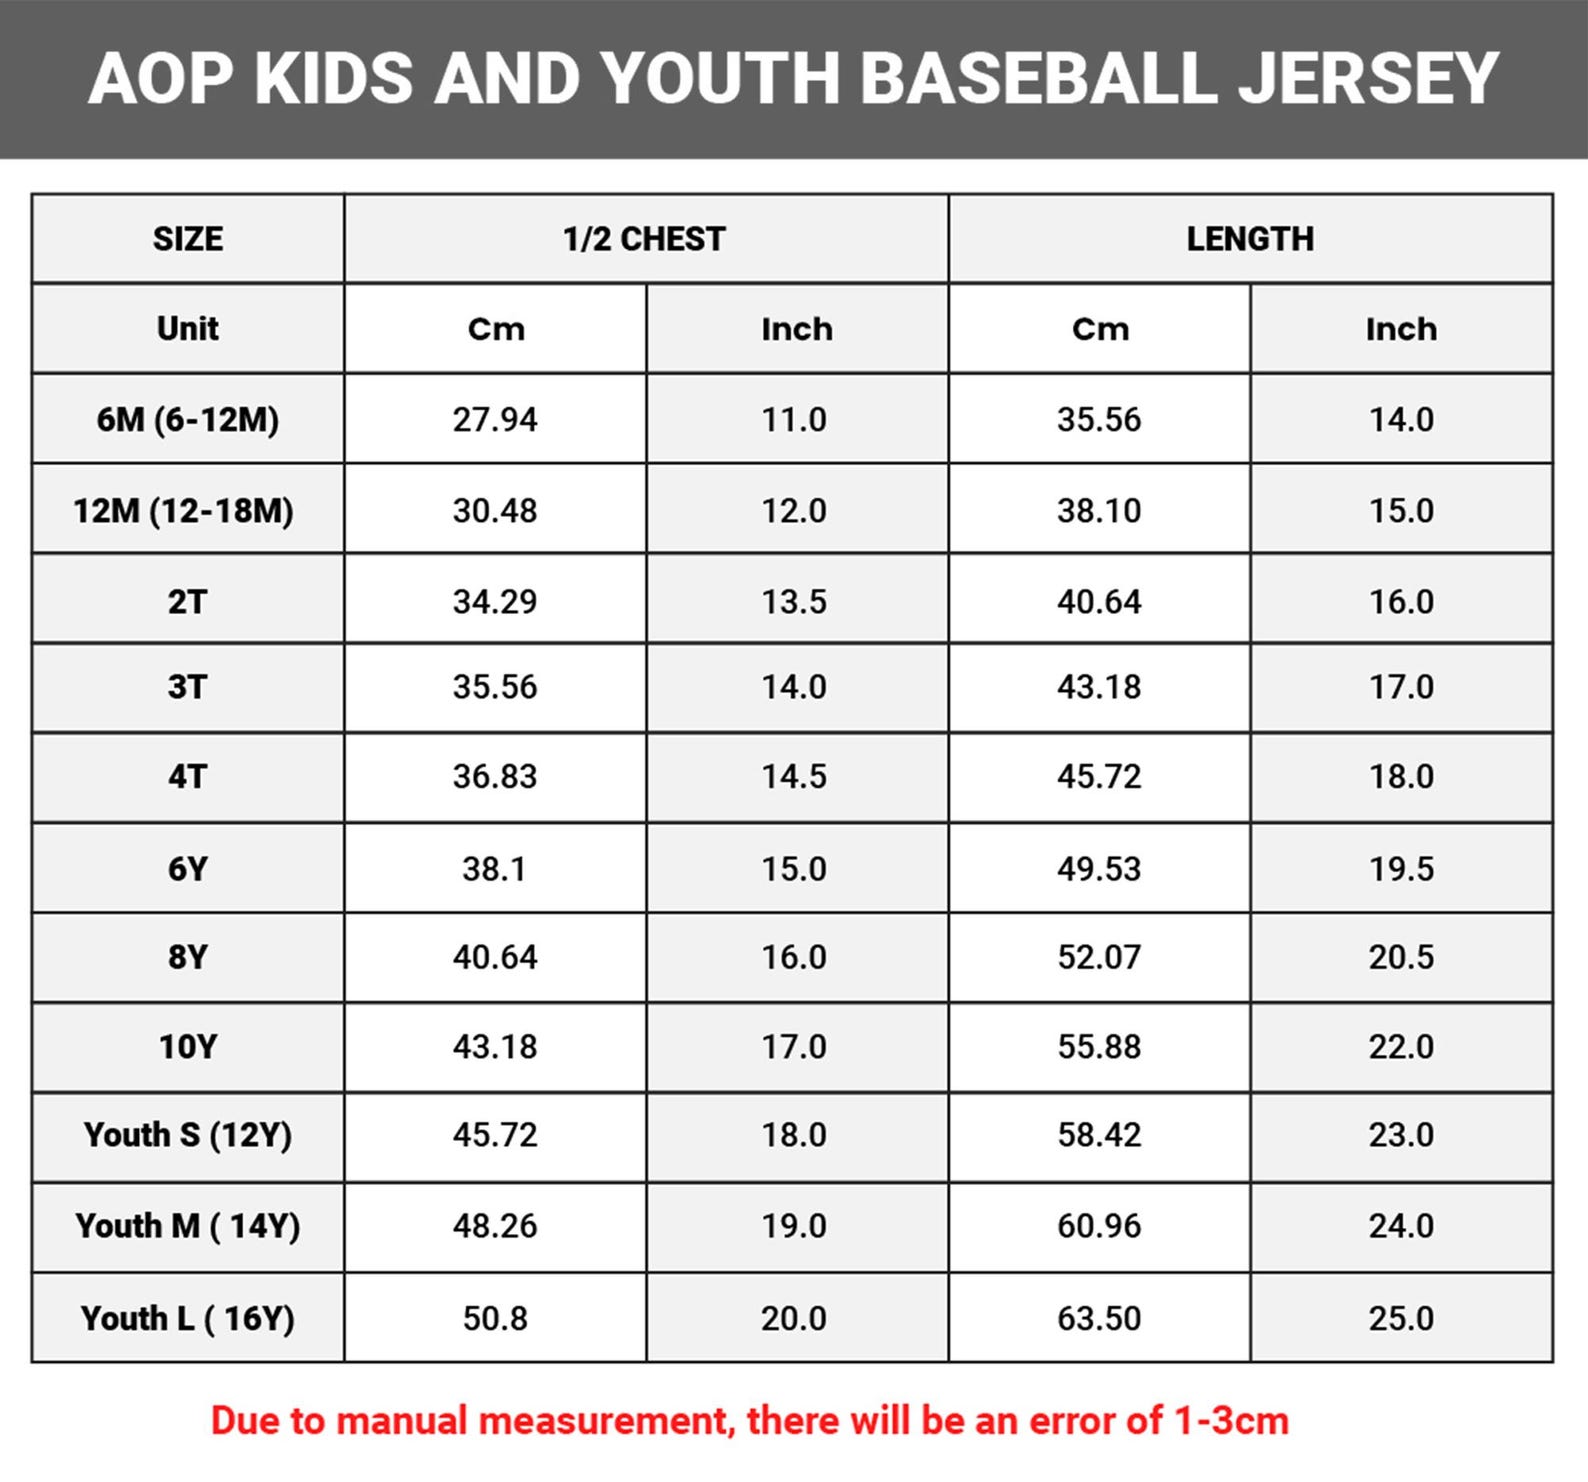 AOP KIDS AND YOUTH BASEBALL JERSEY
SIZE 1/2 CHEST LENGTH
Unit Cm Inch Cm Inch
6M (6-12M) 27.94 11.0 35.56 14.0
12M (12-18M) 30.48 12.0 38.10 15.0
2T 34.29 13.5 40.64 16.0
3T 35.56 14.0 43.18 17.0
4T 36.83 14.5 45.72 18.0
6Y 38.1 15.0 49.53 19.5
8Y 40.64 16.0 52.07 20.5
10Y 43.18 17.0 55.88 22.0
Youth S (12Y) 45.72 18.0 58.42 23.0
Youth M ( 14Y) 48.26 19.0 60.96 24.0
Youth L ( 16Y) 50.8 20.0 63.50 25.0
Due to manual measurement, there will be an error of 1-3cm